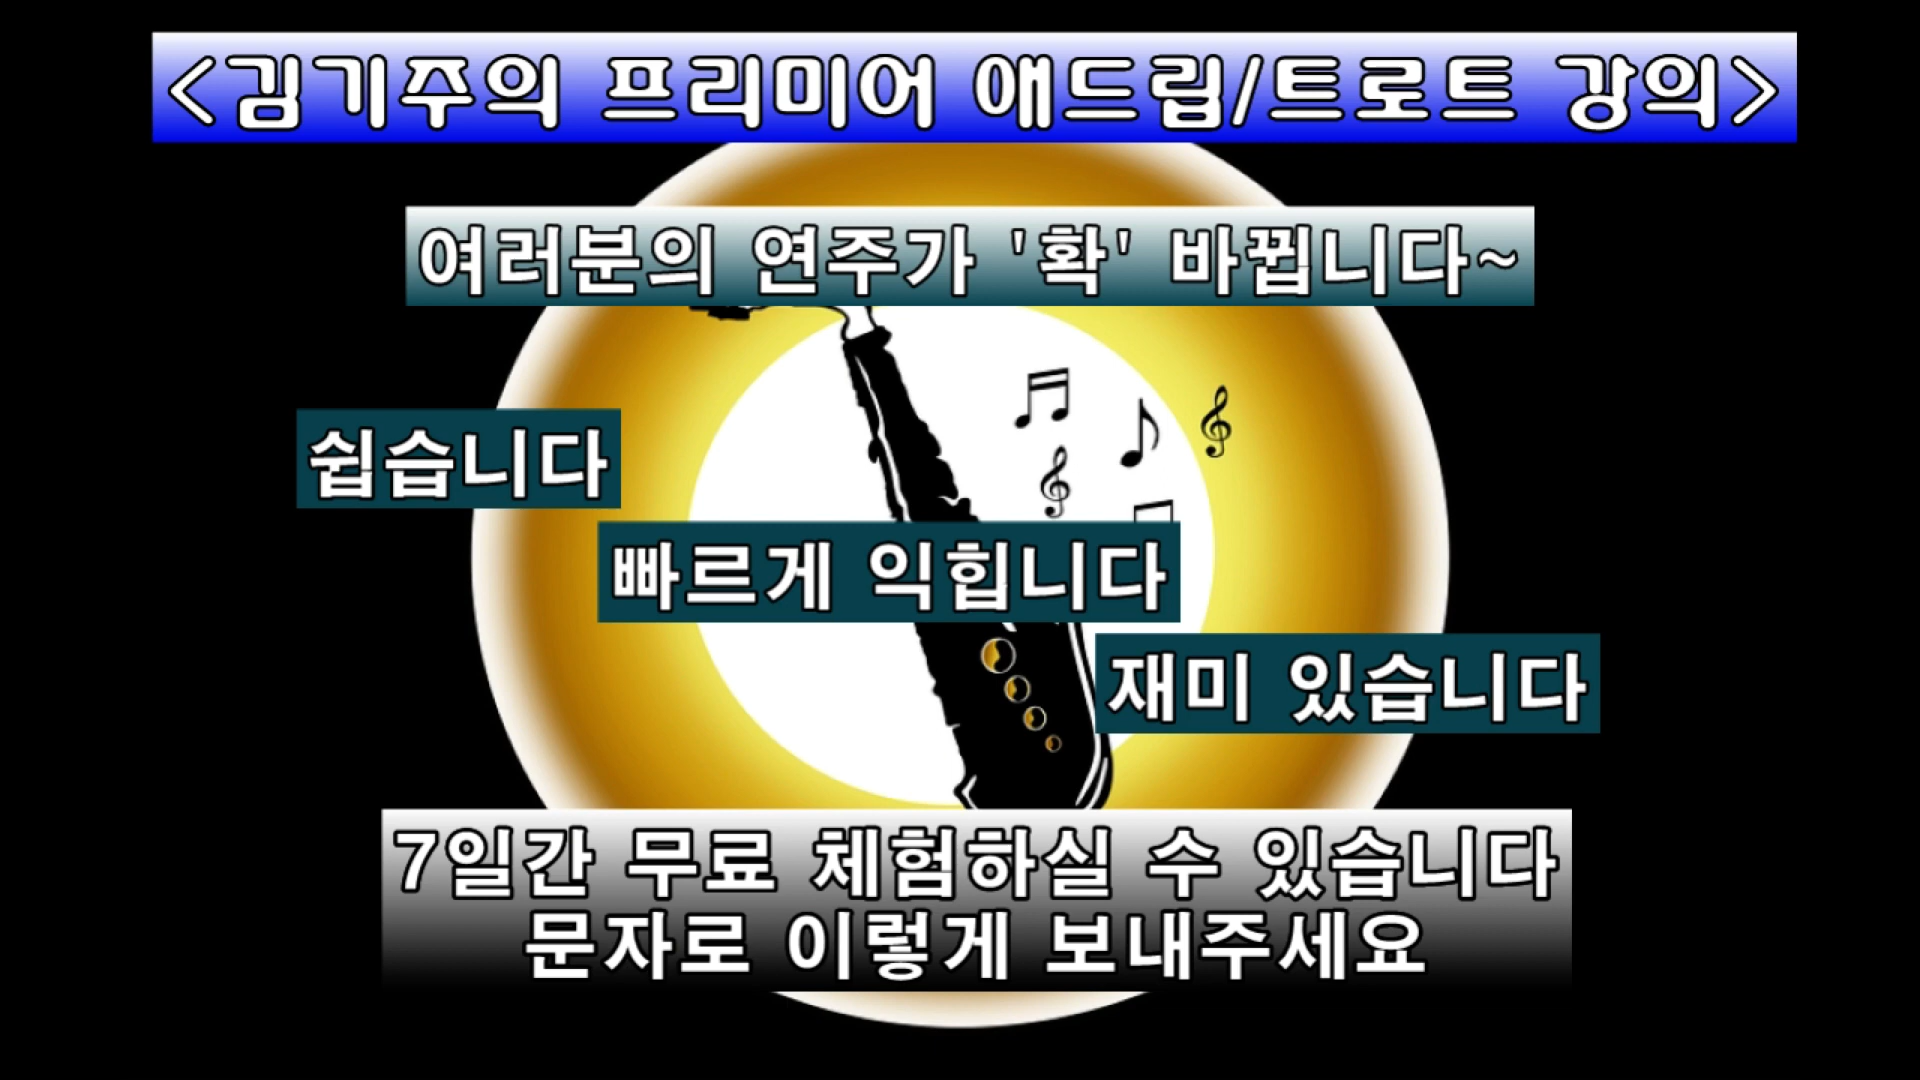 <김기주의 프리미어 애드립/트로트 강의>
여러분의 연주가 '확' 바뀝니다~
쉽습니다
빠르게 익힙니다
재미 있습니다
7일간 무료 체험하실 수 있습니다
문자로 이렇게 보내주세요